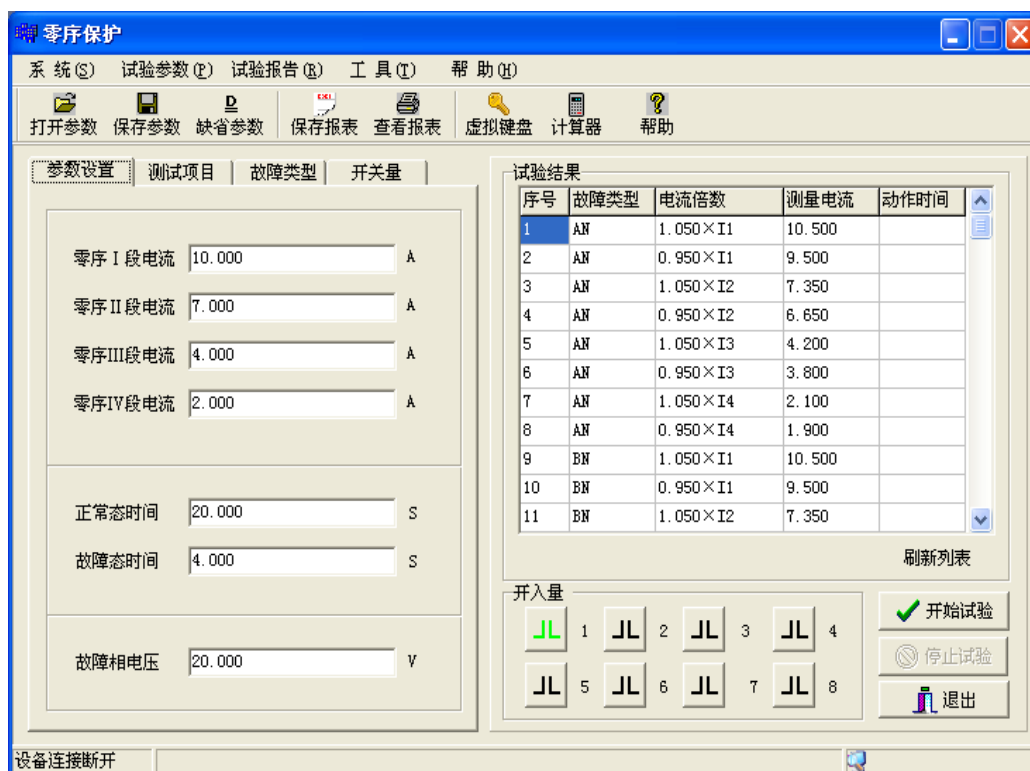 零序保护
系 统(S) 试验参数(P) 试验报告(R) 工 具(T) 帮 助(H)
打开参数 保存参数 缺省参数 保存报表 查看报表 虚拟键盘 计算器 帮助
参数设置 测试项目 故障类型 开关量
零序 I 段电流 10.000 A
零序II段电流 7.000 A
零序III段电流 4.000 A
零序IV段电流 2.000 A
正常态时间 20.000 S
故障态时间 4.000 S
故障相电压 20.000 V
试验结果
序号 故障类型 电流倍数 测量电流 动作时间
1 AN 1.050×I1 10.500
2 AN 0.950×I1 9.500
3 AN 1.050×I2 7.350
4 AN 0.950×I2 6.650
5 AN 1.050×I3 4.200
6 AN 0.950×I3 3.800
7 AN 1.050×I4 2.100
8 AN 0.950×I4 1.900
9 BN 1.050×I1 10.500
10 BN 0.950×I1 9.500
11 BN 1.050×I2 7.350
刷新列表
开入量
1 2 3 4
5 6 7 8
开始试验
停止试验
退出
设备连接断开